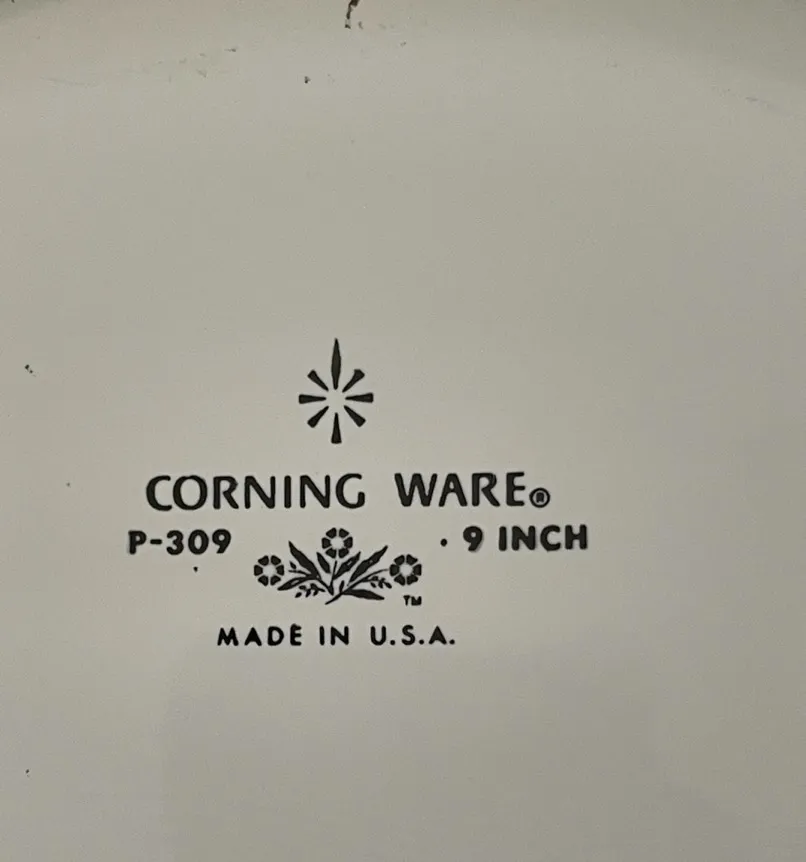 CORNING WARE®
P-309 · 9 INCH
TM
MADE IN U.S.A.